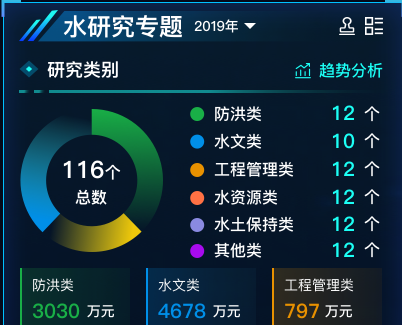 水研究专题 2019年
研究类别 趋势分析
116个
总数
防洪类 12 个
水文类 10 个
工程管理类 12 个
水资源类 12 个
水土保持类 12 个
其他类 12 个
防洪类 水文类 工程管理类
3030 万元 4678 万元 797 万元